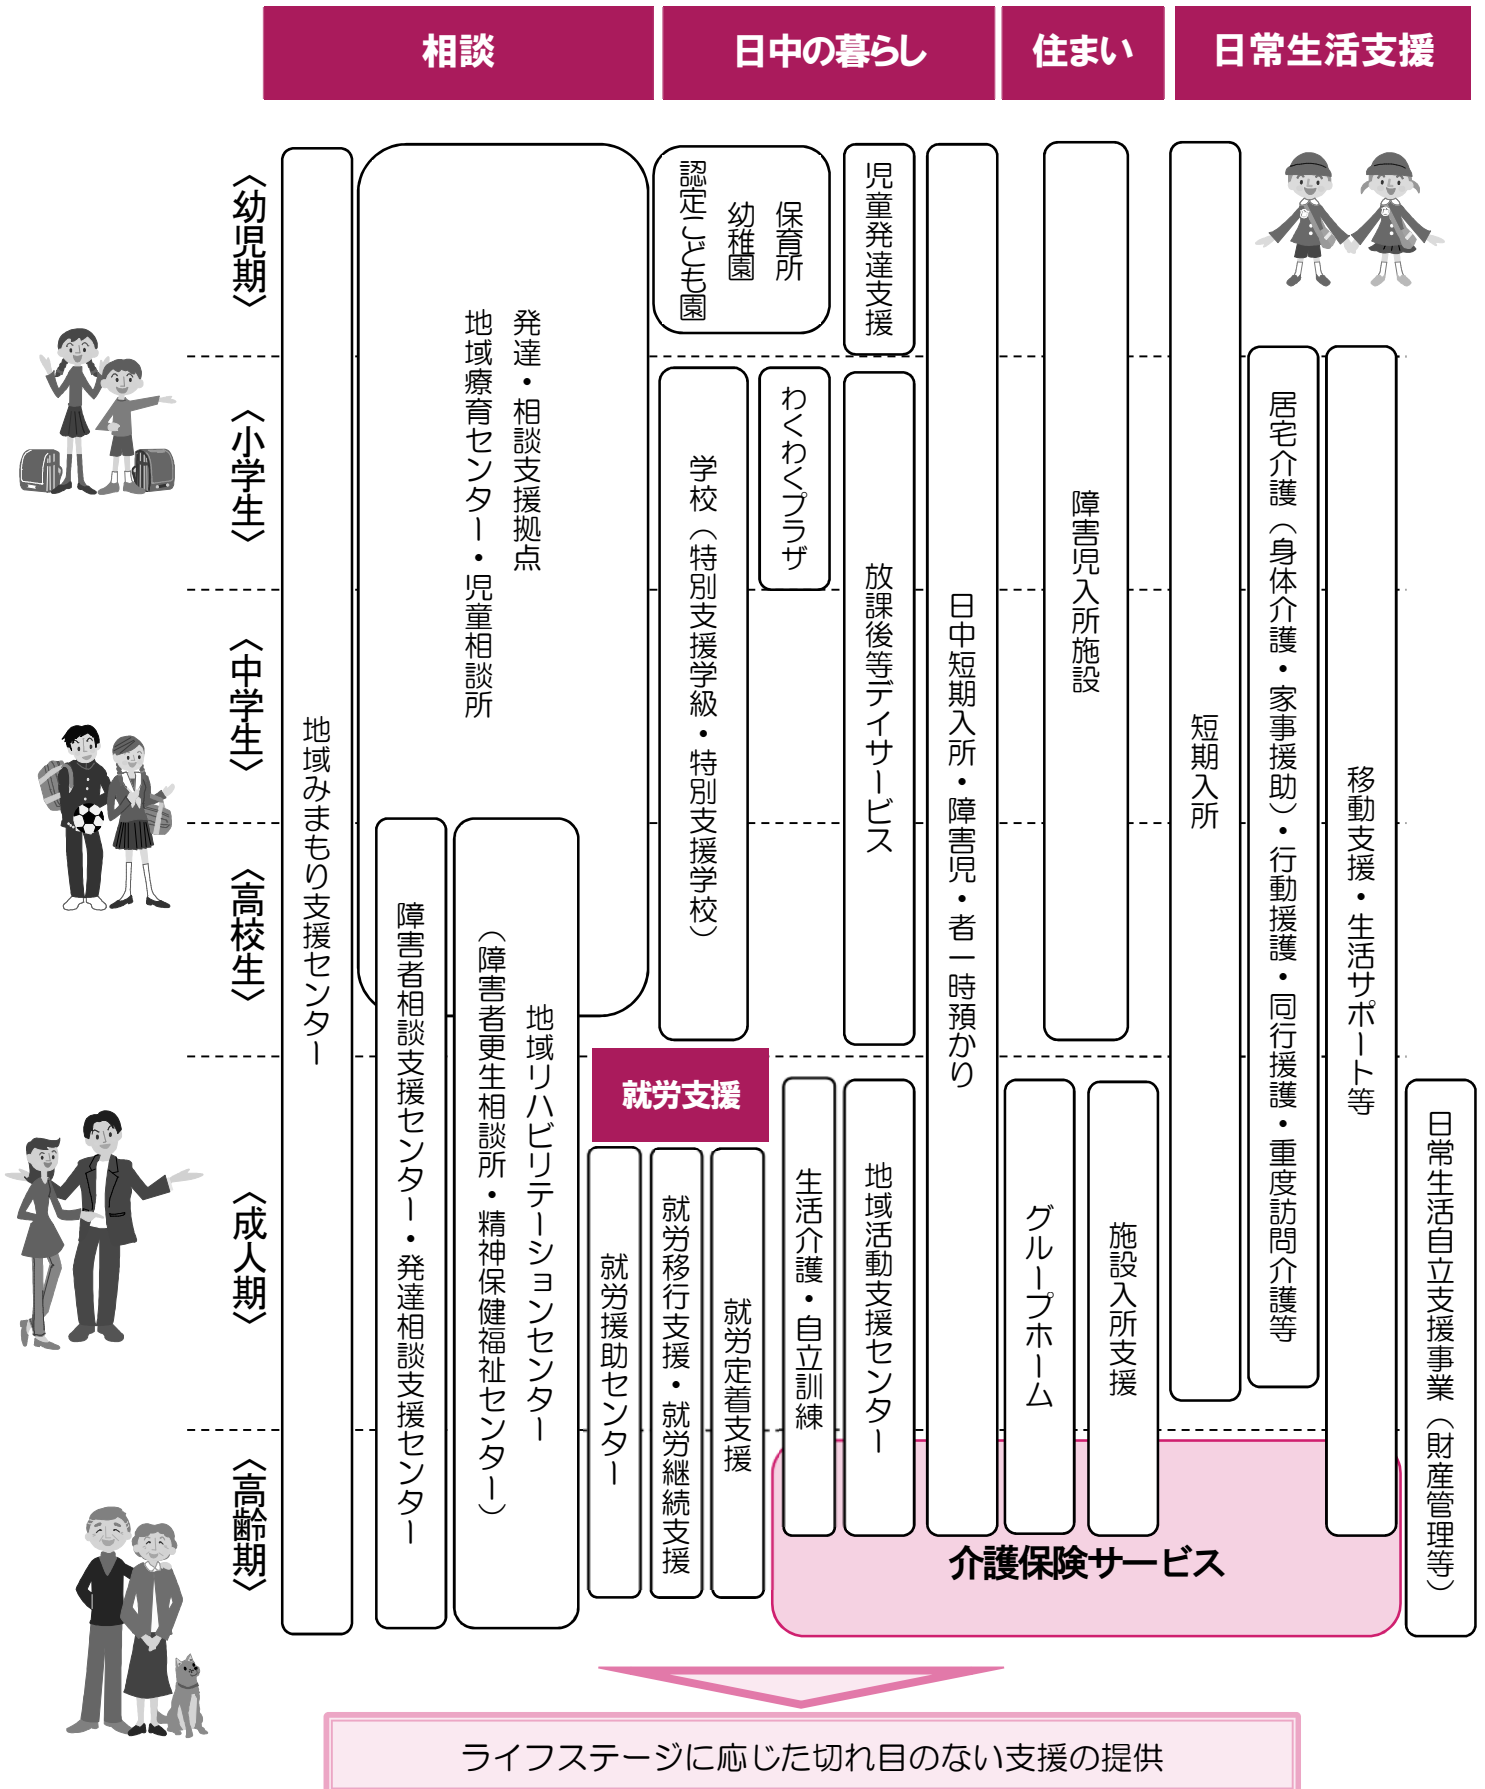 相談
日中の暮らし
住まい
日常生活支援
〈幼児期〉
〈小学生〉
〈中学生〉
〈高校生〉
〈成人期〉
〈高齢期〉
地域みまもり支援センター
発達・相談支援拠点
地域療育センター・児童相談所
障害者相談支援センター・発達相談支援センター
地域リハビリテーションセンター
（障害者更生相談所・精神保健福祉センター）
保育所
幼稚園
認定こども園
児童発達支援
学校（特別支援学級・特別支援学校）
わくわくプラザ
放課後等デイサービス
日中短期入所・障害児・者一時預かり
就労支援
就労援助センター
就労移行支援・就労継続支援
就労定着支援
生活介護・自立訓練
地域活動支援センター
障害児入所施設
グループホーム
施設入所支援
短期入所
居宅介護（身体介護・家事援助）・行動援護・同行援護・重度訪問介護等
移動支援・生活サポート等
日常生活自立支援事業（財産管理等）
介護保険サービス
ライフステージに応じた切れ目のない支援の提供